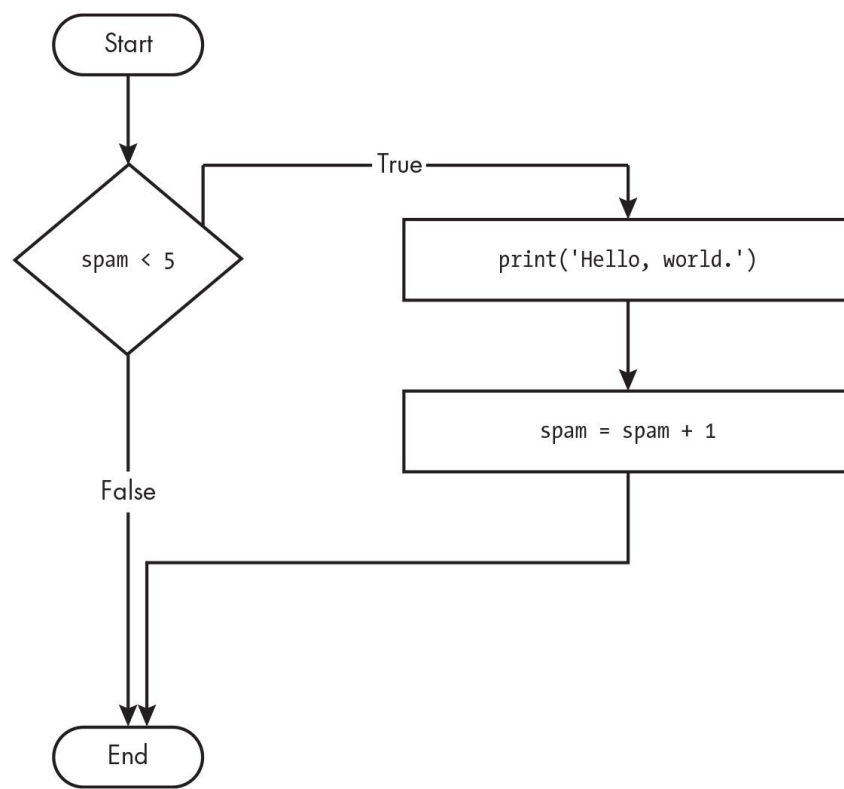 Start
True
spam < 5
print('Hello, world.')
spam = spam + 1
False
End